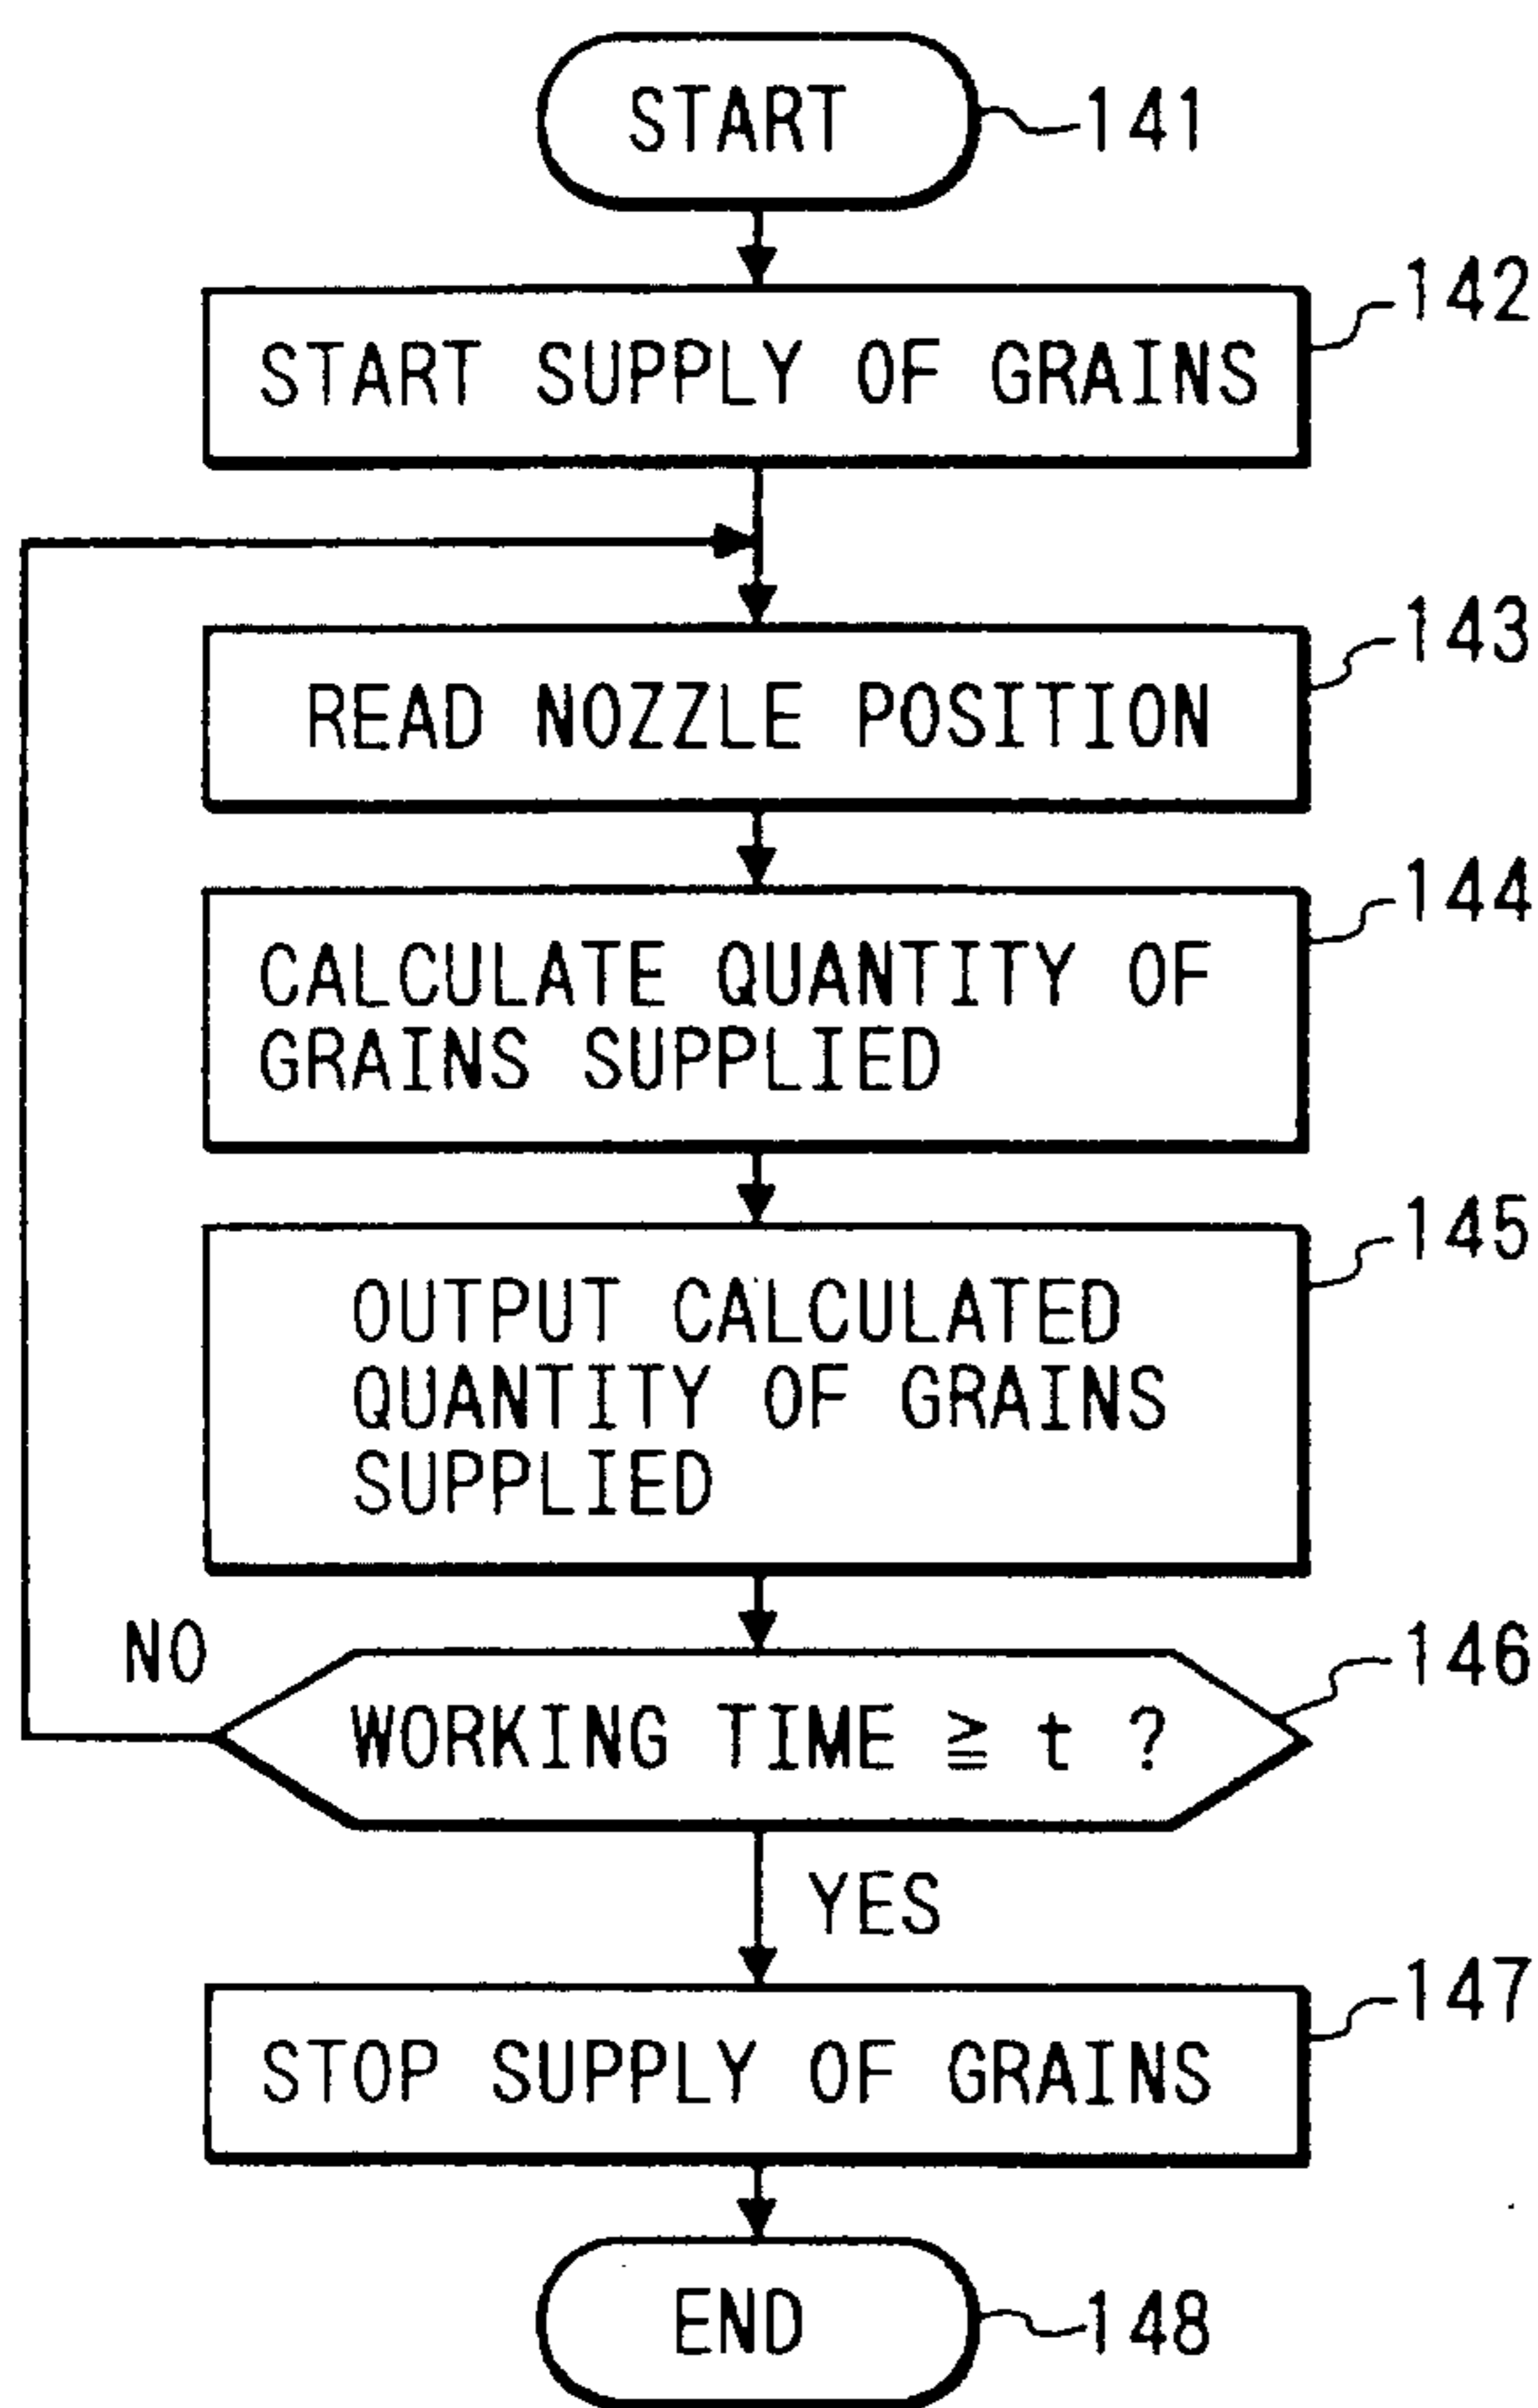 START
141
142
START SUPPLY OF GRAINS
143
READ NOZZLE POSITION
144
CALCULATE QUANTITY OF
GRAINS SUPPLIED
145
OUTPUT CALCULATED
QUANTITY OF GRAINS
SUPPLIED
NO
146
WORKING TIME ≧ t ?
YES
147
STOP SUPPLY OF GRAINS
END
148